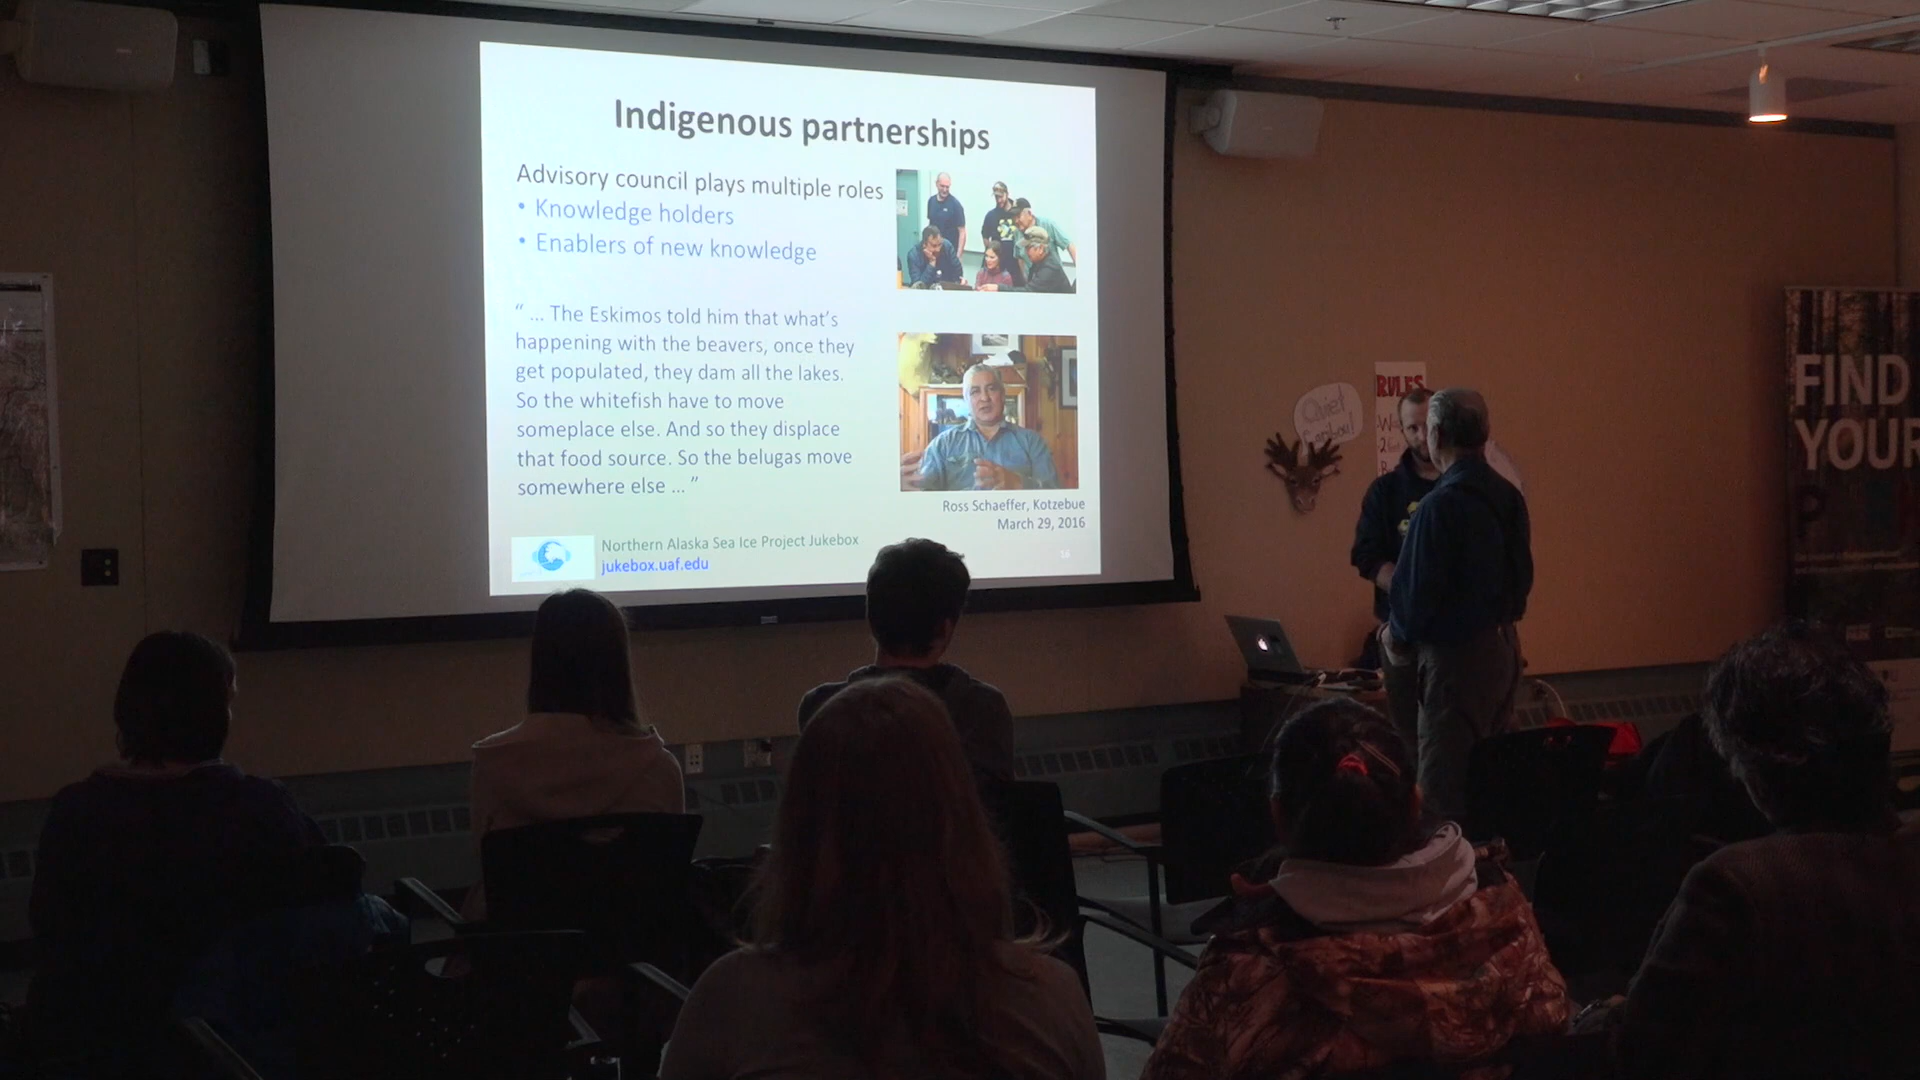 Indigenous partnerships
Advisory council plays multiple roles
• Knowledge holders
• Enablers of new knowledge
“ ... The Eskimos told him that what’s
happening with the beavers, once they
get populated, they dam all the lakes.
So the whitefish have to move
someplace else. And so they displace
that food source. So the belugas move
somewhere else ... ”
Ross Schaeffer, Kotzebue
March 29, 2016
Northern Alaska Sea Ice Project Jukebox
jukebox.uaf.edu
16
Quiet
Caribou!
RULES
FIND
YOUR